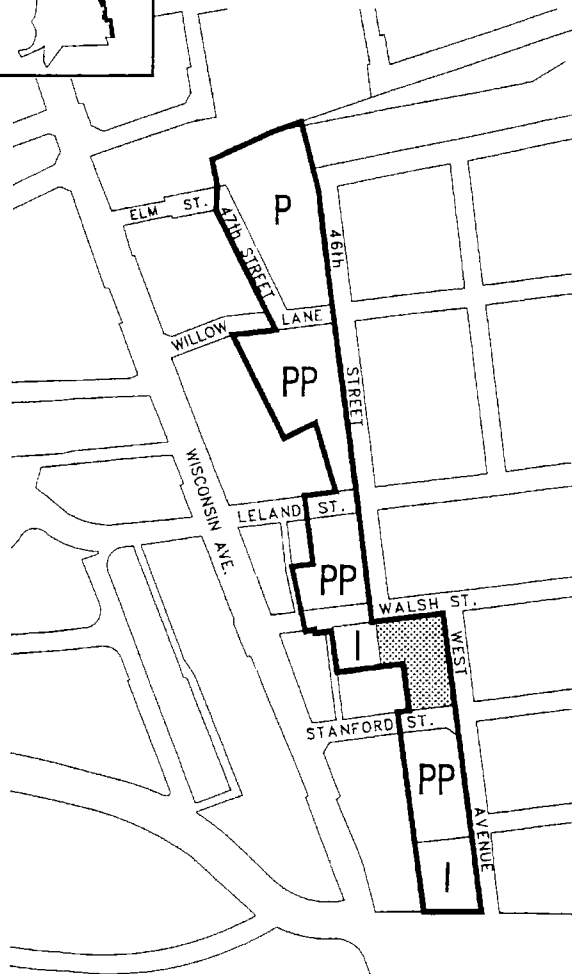 P
ELM ST.
47th STREET
46th
STREET
WILLOW LANE
PP
WISCONSIN AVE.
LELAND ST.
PP
WALSH ST.
I
WEST
STANFORD ST.
PP
AVENUE
I